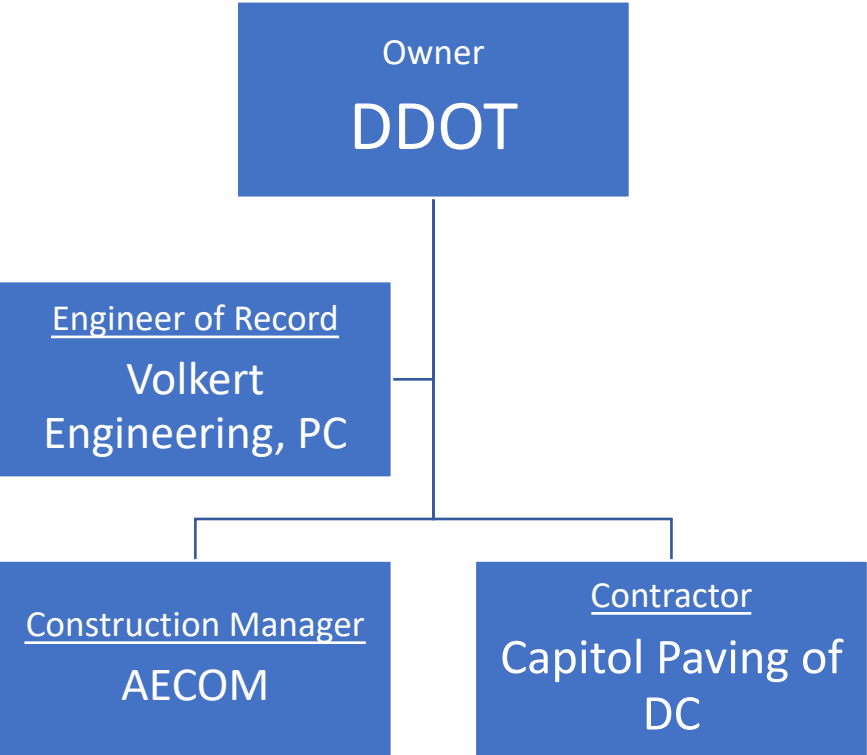 Owner
DDOT
Engineer of Record
Volkert
Engineering, PC
Construction Manager
AECOM
Contractor
Capitol Paving of
DC